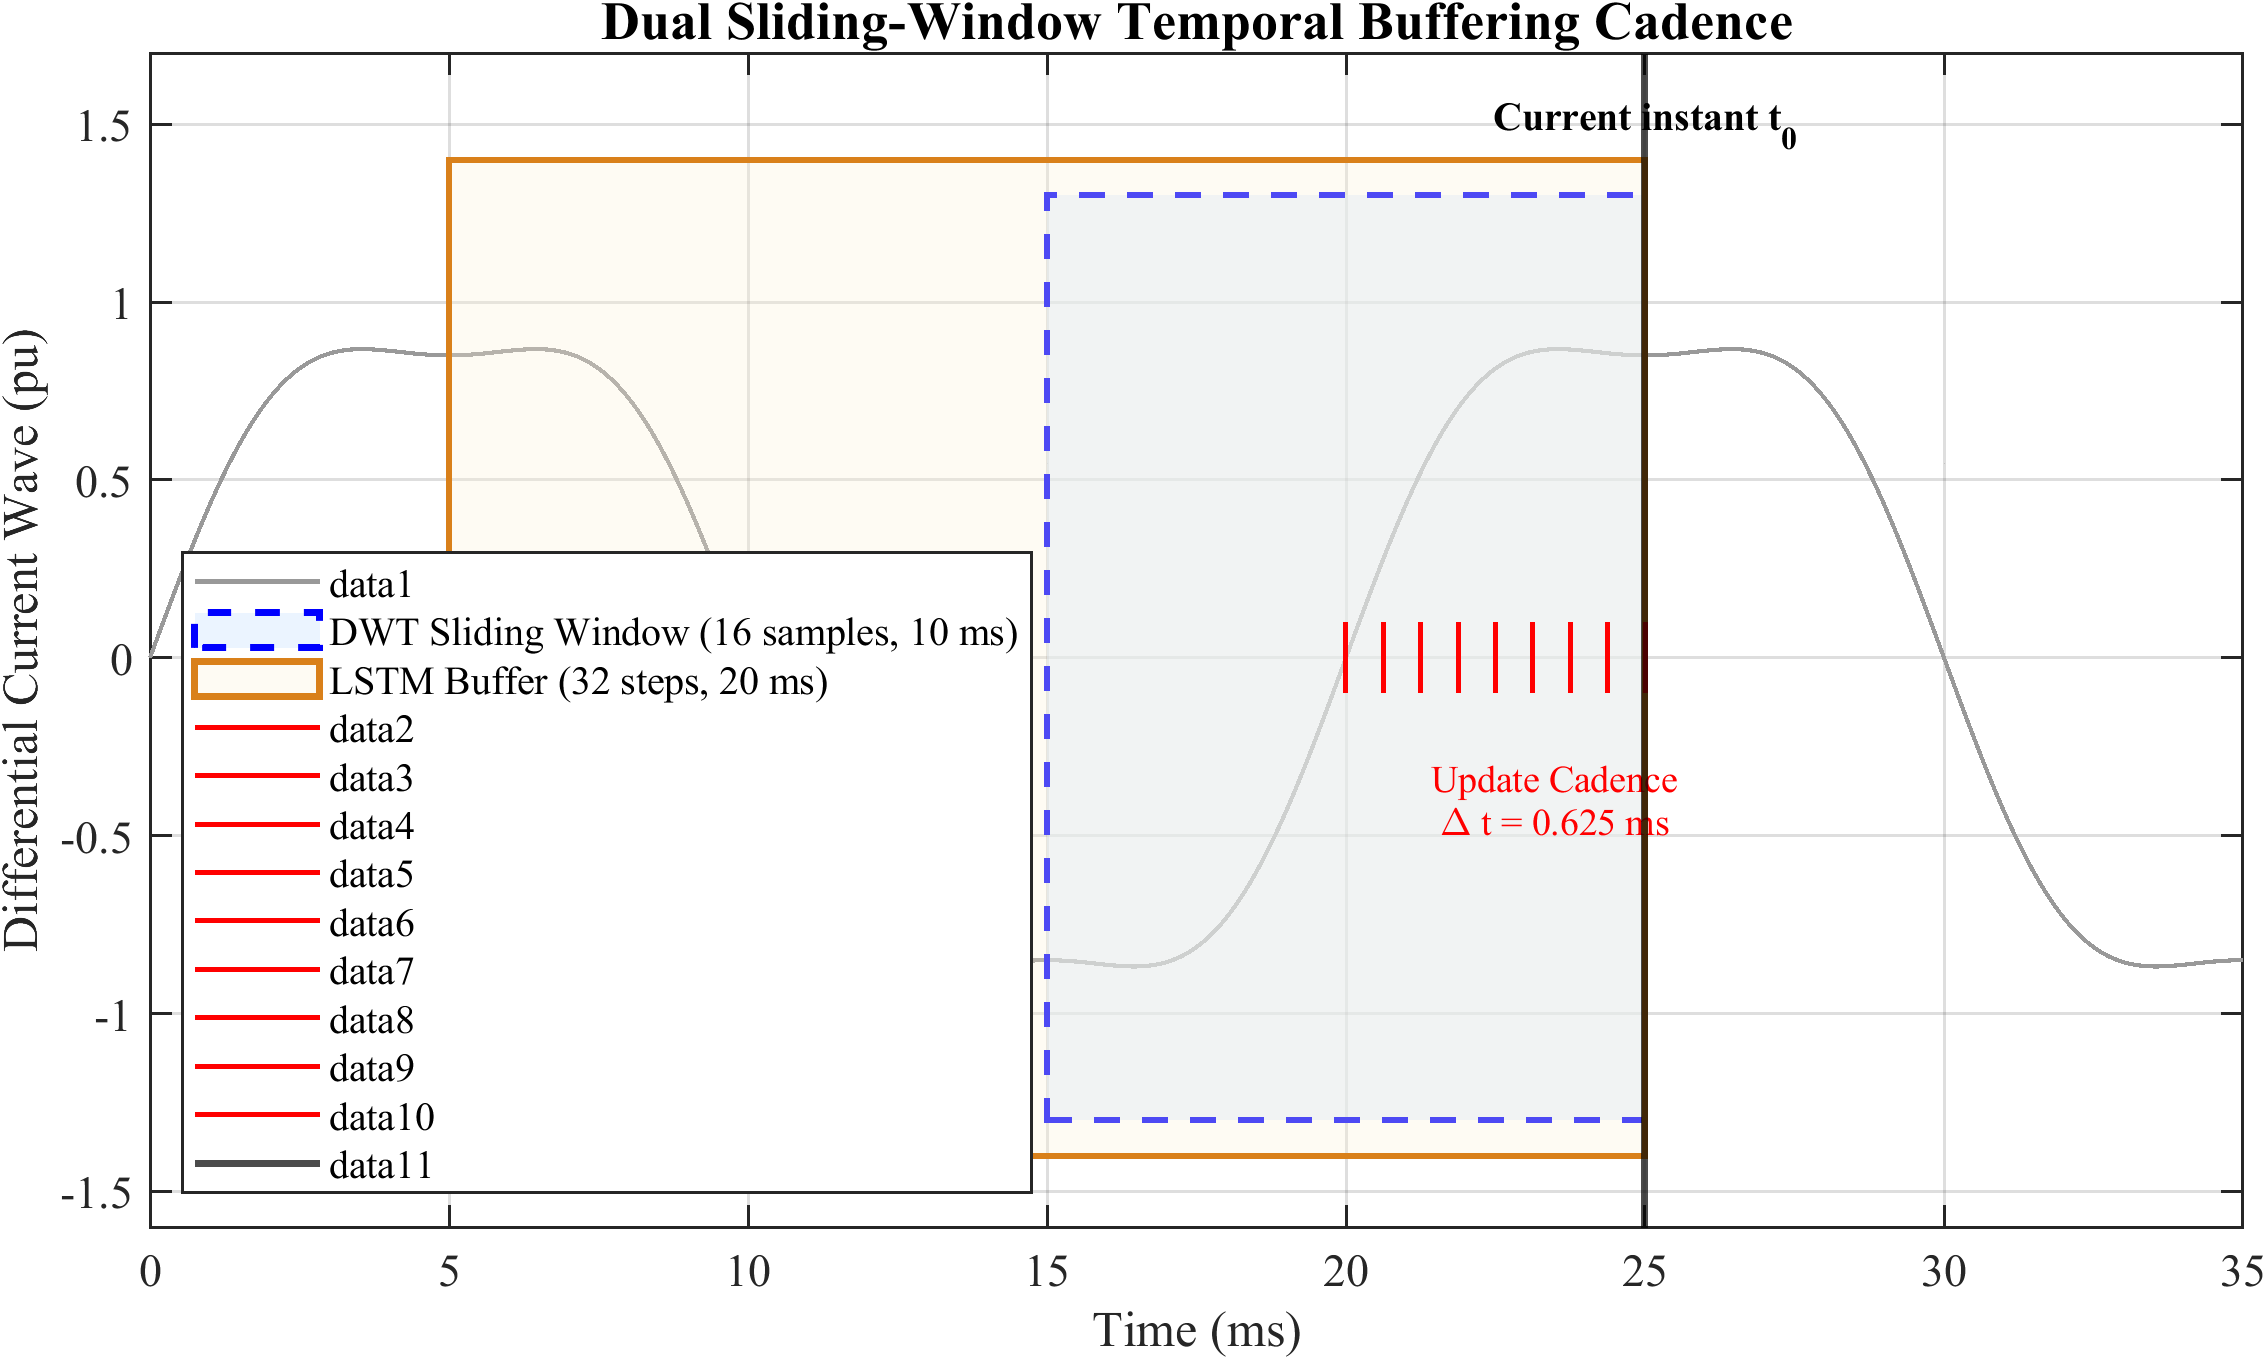 Dual Sliding-Window Temporal Buffering Cadence
Differential Current Wave (pu)
1.5
1
0.5
0
-0.5
-1
-1.5
Current instant t0
data1
DWT Sliding Window (16 samples, 10 ms)
LSTM Buffer (32 steps, 20 ms)
data2
data3
data4
data5
data6
data7
data8
data9
data10
data11
Update Cadence
Δ t = 0.625 ms
0 5 10 15 20 25 30 35
Time (ms)